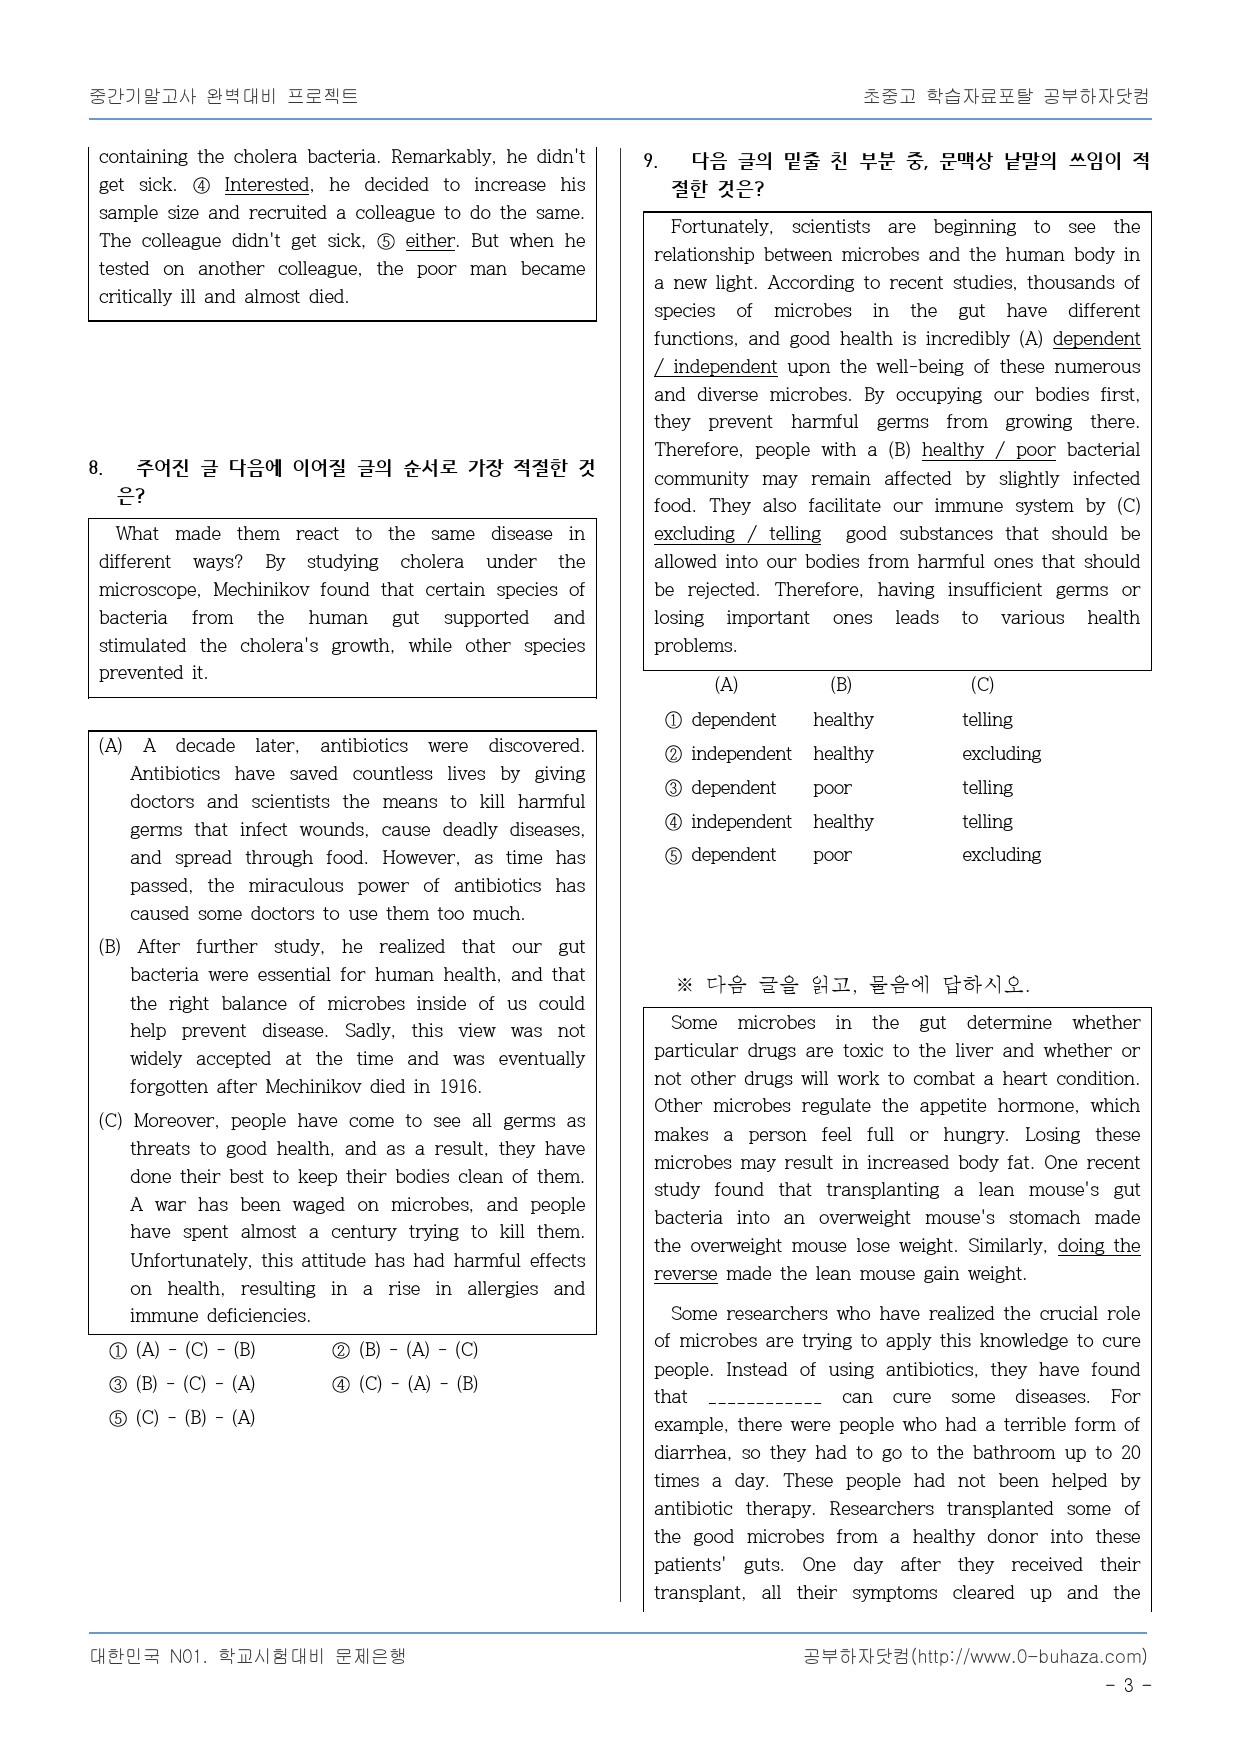 중간기말고사 완벽대비 프로젝트
초중고 학습자료포탈 공부하자닷컴
containing the cholera bacteria. Remarkably, he didn't
get sick. ④ Interested, he decided to increase his
sample size and recruited a colleague to do the same.
The colleague didn't get sick, ⑤ either. But when he
tested on another colleague, the poor man became
critically ill and almost died.
8. 주어진 글 다음에 이어질 글의 순서로 가장 적절한 것
은?
What made them react to the same disease in
different ways? By studying cholera under the
microscope, Mechinikov found that certain species of
bacteria from the human gut supported and
stimulated the cholera's growth, while other species
prevented it.
(A) A decade later, antibiotics were discovered.
Antibiotics have saved countless lives by giving
doctors and scientists the means to kill harmful
germs that infect wounds, cause deadly diseases,
and spread through food. However, as time has
passed, the miraculous power of antibiotics has
caused some doctors to use them too much.
(B) After further study, he realized that our gut
bacteria were essential for human health, and that
the right balance of microbes inside of us could
help prevent disease. Sadly, this view was not
widely accepted at the time and was eventually
forgotten after Mechinikov died in 1916.
(C) Moreover, people have come to see all germs as
threats to good health, and as a result, they have
done their best to keep their bodies clean of them.
A war has been waged on microbes, and people
have spent almost a century trying to kill them.
Unfortunately, this attitude has had harmful effects
on health, resulting in a rise in allergies and
immune deficiencies.
① (A) - (C) - (B) ② (B) - (A) - (C)
③ (B) - (C) - (A) ④ (C) - (A) - (B)
⑤ (C) - (B) - (A)
9. 다음 글의 밑줄 친 부분 중, 문맥상 낱말의 쓰임이 적
절한 것은?
Fortunately, scientists are beginning to see the
relationship between microbes and the human body in
a new light. According to recent studies, thousands of
species of microbes in the gut have different
functions, and good health is incredibly (A) dependent
/ independent upon the well-being of these numerous
and diverse microbes. By occupying our bodies first,
they prevent harmful germs from growing there.
Therefore, people with a (B) healthy / poor bacterial
community may remain affected by slightly infected
food. They also facilitate our immune system by (C)
excluding / telling good substances that should be
allowed into our bodies from harmful ones that should
be rejected. Therefore, having insufficient germs or
losing important ones leads to various health
problems.
(A) (B) (C)
① dependent healthy telling
② independent healthy excluding
③ dependent poor telling
④ independent healthy telling
⑤ dependent poor excluding
※ 다음 글을 읽고, 물음에 답하시오.
Some microbes in the gut determine whether
particular drugs are toxic to the liver and whether or
not other drugs will work to combat a heart condition.
Other microbes regulate the appetite hormone, which
makes a person feel full or hungry. Losing these
microbes may result in increased body fat. One recent
study found that transplanting a lean mouse's gut
bacteria into an overweight mouse's stomach made
the overweight mouse lose weight. Similarly, doing the
reverse made the lean mouse gain weight.
Some researchers who have realized the crucial role
of microbes are trying to apply this knowledge to cure
people. Instead of using antibiotics, they have found
that ____________ can cure some diseases. For
example, there were people who had a terrible form of
diarrhea, so they had to go to the bathroom up to 20
times a day. These people had not been helped by
antibiotic therapy. Researchers transplanted some of
the good microbes from a healthy donor into these
patients' guts. One day after they received their
transplant, all their symptoms cleared up and the
대한민국 N01. 학교시험대비 문제은행
공부하자닷컴(http://www.0-buhaza.com)
- 3 -